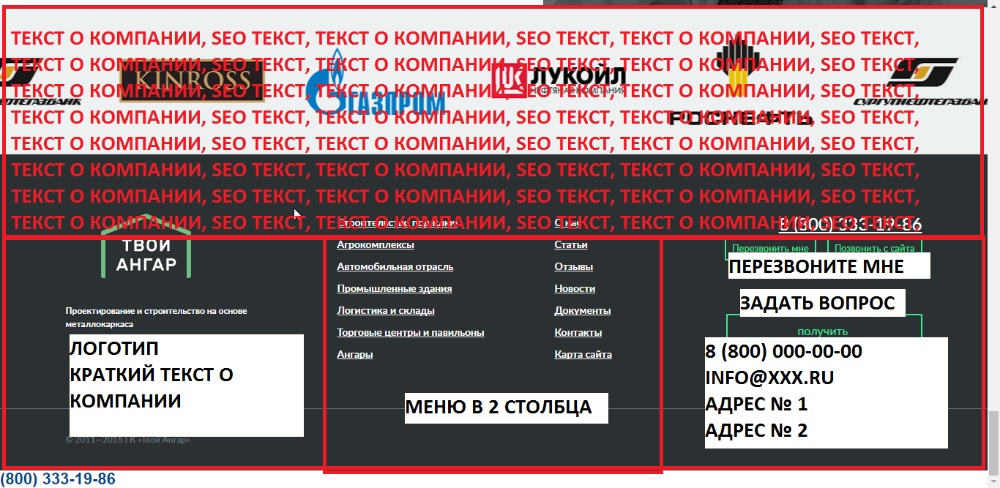 ТЕКСТ О КОМПАНИИ, SEO ТЕКСТ, ТЕКСТ О КОМПАНИИ, SEO ТЕКСТ, ТЕКСТ О КОМПАНИИ, SEO ТЕКСТ,
ТЕКСТ О КОМПАНИИ, SEO ТЕКСТ, ТЕКСТ О КОМПАНИИ, SEO ТЕКСТ, ТЕКСТ О КОМПАНИИ, SEO ТЕКСТ,
ТЕКСТ О КОМПАНИИ, SEO ТЕКСТ, ТЕКСТ О КОМПАНИИ, SEO ТЕКСТ, ТЕКСТ О КОМПАНИИ, SEO ТЕКСТ,
ТЕКСТ О КОМПАНИИ, SEO ТЕКСТ, ТЕКСТ О КОМПАНИИ, SEO ТЕКСТ, ТЕКСТ О КОМПАНИИ, SEO ТЕКСТ,
ТЕКСТ О КОМПАНИИ, SEO ТЕКСТ, ТЕКСТ О КОМПАНИИ, SEO ТЕКСТ, ТЕКСТ О КОМПАНИИ, SEO ТЕКСТ,
ТЕКСТ О КОМПАНИИ, SEO ТЕКСТ, ТЕКСТ О КОМПАНИИ, SEO ТЕКСТ, ТЕКСТ О КОМПАНИИ, SEO ТЕКСТ,
ТЕКСТ О КОМПАНИИ, SEO ТЕКСТ, ТЕКСТ О КОМПАНИИ, SEO ТЕКСТ, ТЕКСТ О КОМПАНИИ, SEO ТЕКСТ,
ТЕКСТ О КОМПАНИИ, SEO ТЕКСТ, ТЕКСТ О КОМПАНИИ, SEO ТЕКСТ, ТЕКСТ О КОМПАНИИ, SEO ТЕКСТ,
НЕФТЕГАЗБАНК
KINROSS
ГАЗПРОМ
ЛУКОЙЛ
НЕФТЯНАЯ КОМПАНИЯ
РОСНЕФТЬ
СУРГУТНЕФТЕГАЗБАНК
ТВОЙ
АНГАР
Проектирование и строительство на основе
металлокаркаса
ЛОГОТИП
КРАТКИЙ ТЕКСТ О
КОМПАНИИ
© 2011—2016 ГК «Твой Ангар»
Строительство под ключ
Агрокомплексы
Автомобильная отрасль
Промышленные здания
Логистика и склады
Торговые центры и павильоны
Ангары
О нас
Статьи
Отзывы
Новости
Документы
Контакты
Карта сайта
МЕНЮ В 2 СТОЛБЦА
8 (800) 333-19-86
Перезвонить мне
Позвонить с сайта
ПЕРЕЗВОНИТЕ МНЕ
ЗАДАТЬ ВОПРОС
ПОЛУЧИТЬ
8 (800) 000-00-00
INFO@XXX.RU
АДРЕС № 1
АДРЕС № 2
(800) 333-19-86